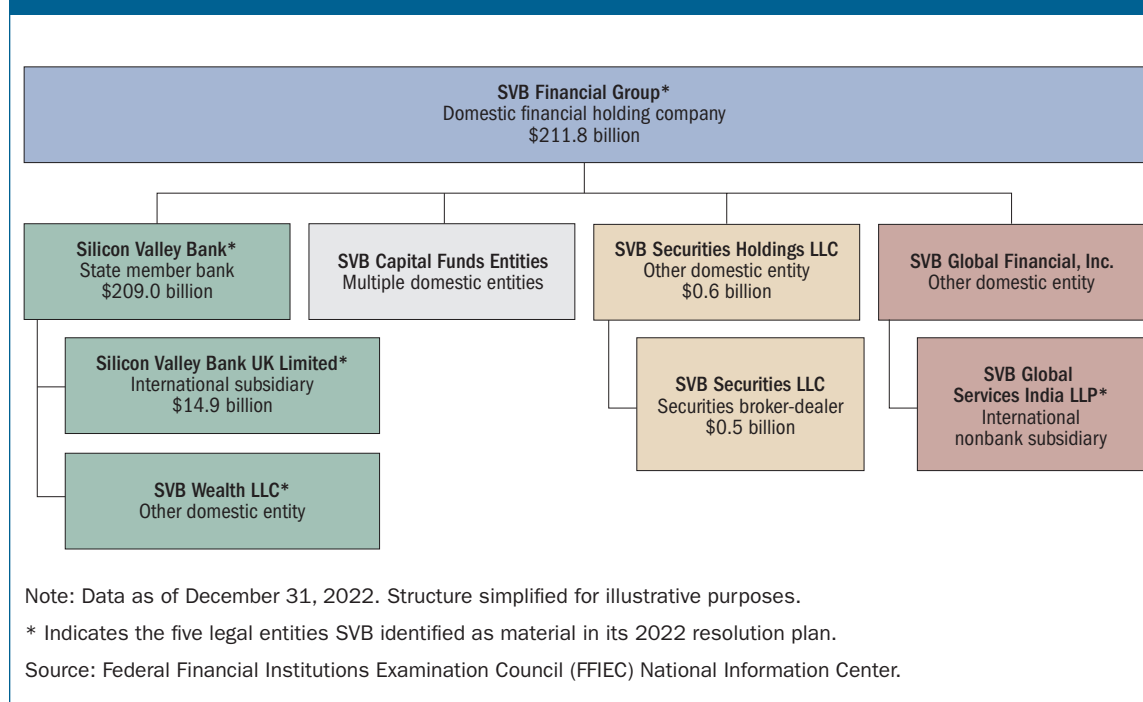 SVB Financial Group*
Domestic financial holding company
$211.8 billion
Silicon Valley Bank*
State member bank
$209.0 billion
SVB Capital Funds Entities
Multiple domestic entities
SVB Securities Holdings LLC
Other domestic entity
$0.6 billion
SVB Global Financial, Inc.
Other domestic entity
Silicon Valley Bank UK Limited*
International subsidiary
$14.9 billion
SVB Securities LLC
Securities broker-dealer
$0.5 billion
SVB Global
Services India LLP*
International
nonbank subsidiary
SVB Wealth LLC*
Other domestic entity
Note: Data as of December 31, 2022. Structure simplified for illustrative purposes.
* Indicates the five legal entities SVB identified as material in its 2022 resolution plan.
Source: Federal Financial Institutions Examination Council (FFIEC) National Information Center.